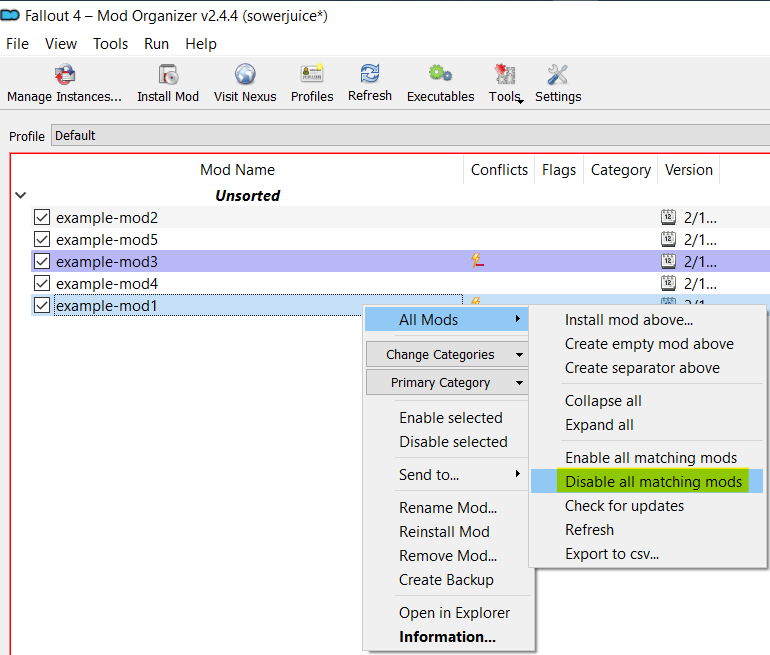 Fallout 4 – Mod Organizer v2.4.4 (sowerjuice*)
File View Tools Run Help
Manage Instances... Install Mod Visit Nexus Profiles Refresh Executables Tools Settings
Profile Default
Mod Name Conflicts Flags Category Version
Unsorted
example-mod2 2/1...
example-mod5 2/1...
example-mod3 2/1...
example-mod4 2/1...
example-mod1
All Mods
Change Categories
Primary Category
Enable selected
Disable selected
Send to...
Rename Mod...
Reinstall Mod
Remove Mod...
Create Backup
Open in Explorer
Information...
Install mod above...
Create empty mod above
Create separator above
Collapse all
Expand all
Enable all matching mods
Disable all matching mods
Check for updates
Refresh
Export to csv...